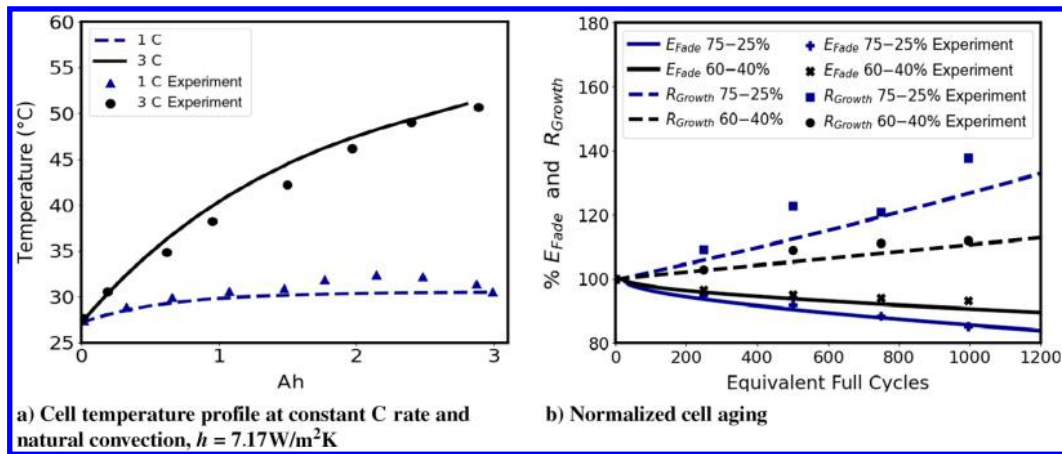 60
55
50
45
40
35
30
25
Temperature (°C)
1 C
3 C
1 C Experiment
3 C Experiment
0
1
2
3
Ah
a) Cell temperature profile at constant C rate and
natural convection, h = 7.17W/m²K
180
160
140
120
100
80
% E_Fade and R_Growth
E_Fade 75−25%
E_Fade 60−40%
R_Growth 75−25%
R_Growth 60−40%
E_Fade 75−25% Experiment
E_Fade 60−40% Experiment
R_Growth 75−25% Experiment
R_Growth 60−40% Experiment
0
200
400
600
800
1000
1200
Equivalent Full Cycles
b) Normalized cell aging